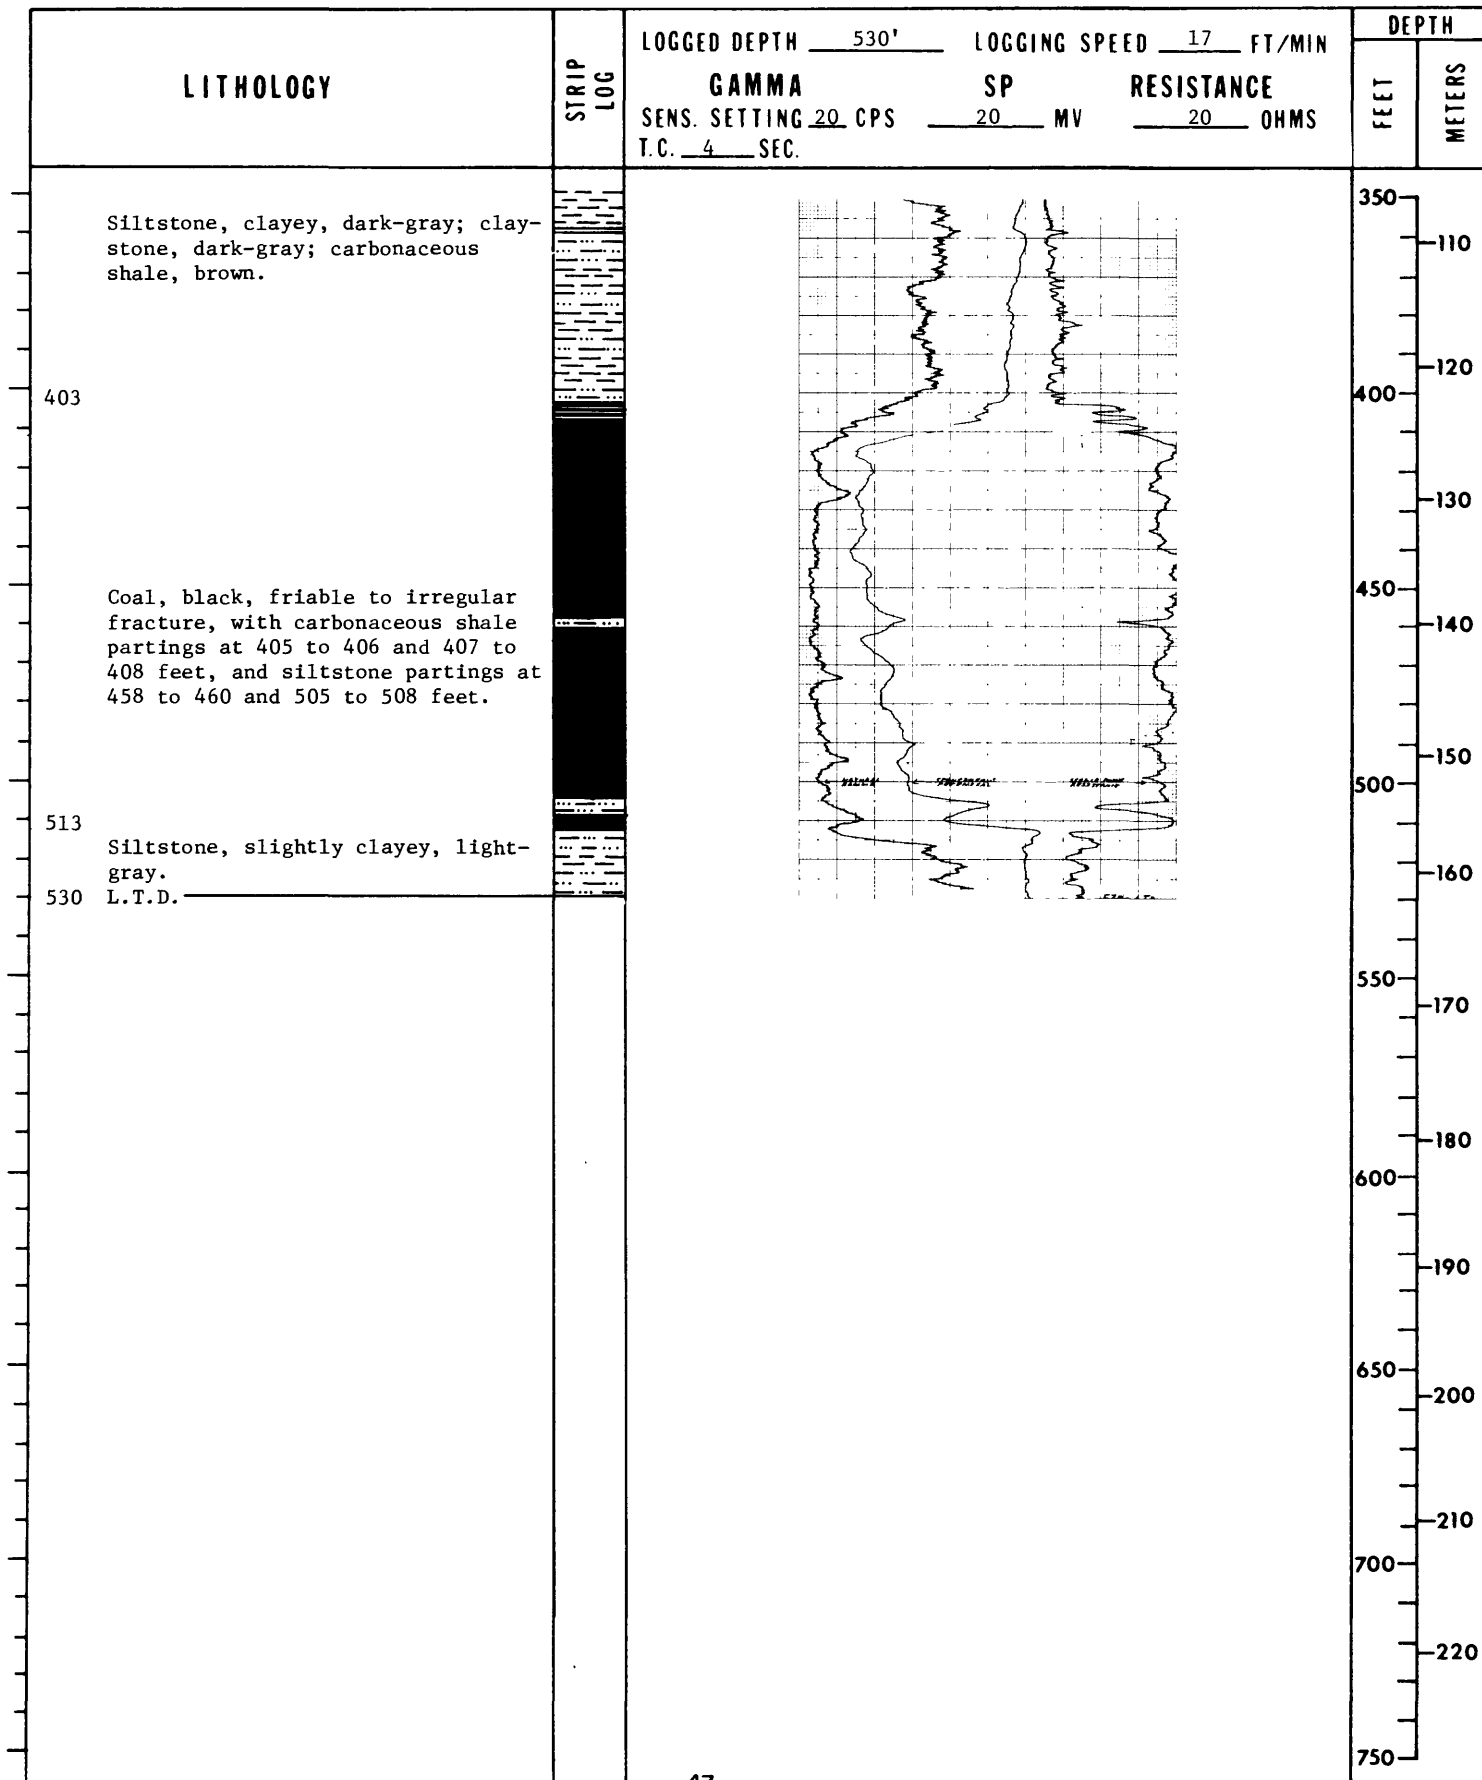 LITHOLOGY
STRIP LOG
LOGGED DEPTH 530' LOGGING SPEED 17 FT/MIN
GAMMA SP RESISTANCE
SENS. SETTING 20 CPS 20 MV 20 OHMS
T.C. 4 SEC.
DEPTH
FEET
METERS
Siltstone, clayey, dark-gray; clay-
stone, dark-gray; carbonaceous
shale, brown.
403
Coal, black, friable to irregular
fracture, with carbonaceous shale
partings at 405 to 406 and 407 to
408 feet, and siltstone partings at
458 to 460 and 505 to 508 feet.
513
Siltstone, slightly clayey, light-
gray.
530 L.T.D.
350
400
450
500
550
600
650
700
750
110
120
130
140
150
160
170
180
190
200
210
220